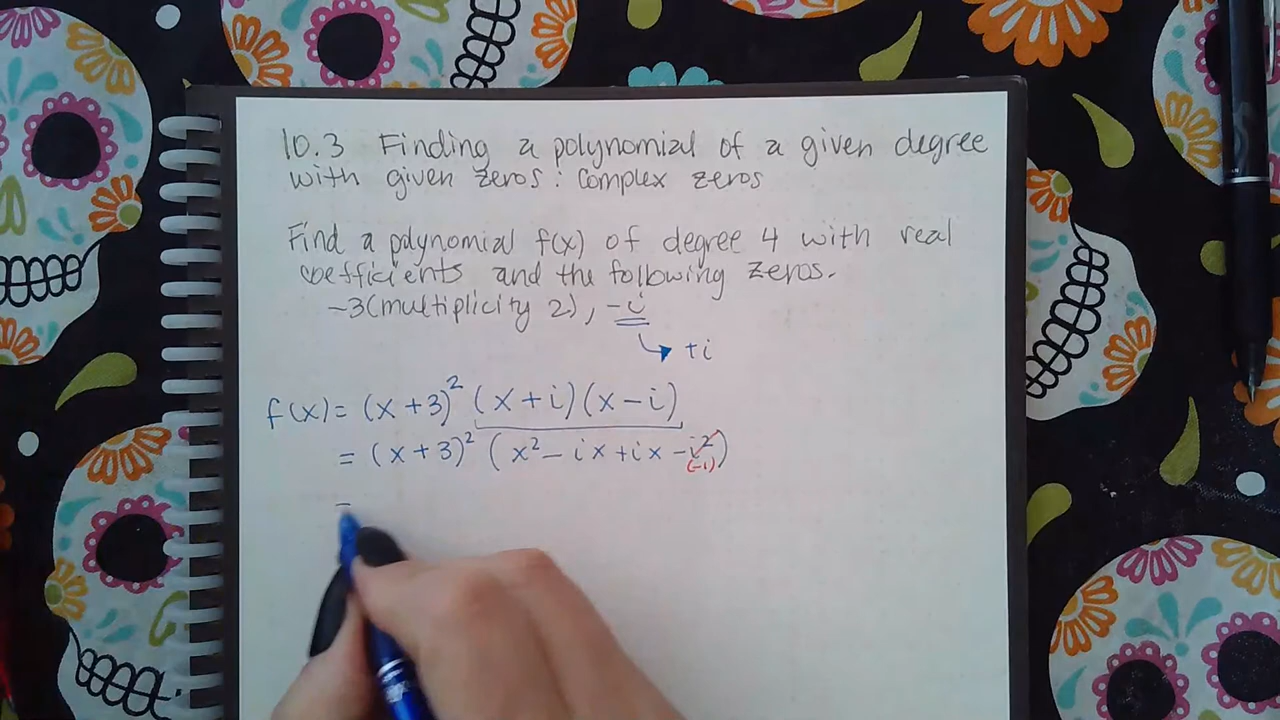 10.3 Finding a polynomial of a given degree
with given zeros: Complex zeros
Find a polynomial f(x) of degree 4 with real
coefficients and the following zeros.
-3(multiplicity 2), -i
+i
f(x) = (x+3)² (x+i)(x-i)
= (x+3)² (x² - ix + ix - i²)
(-1)
=